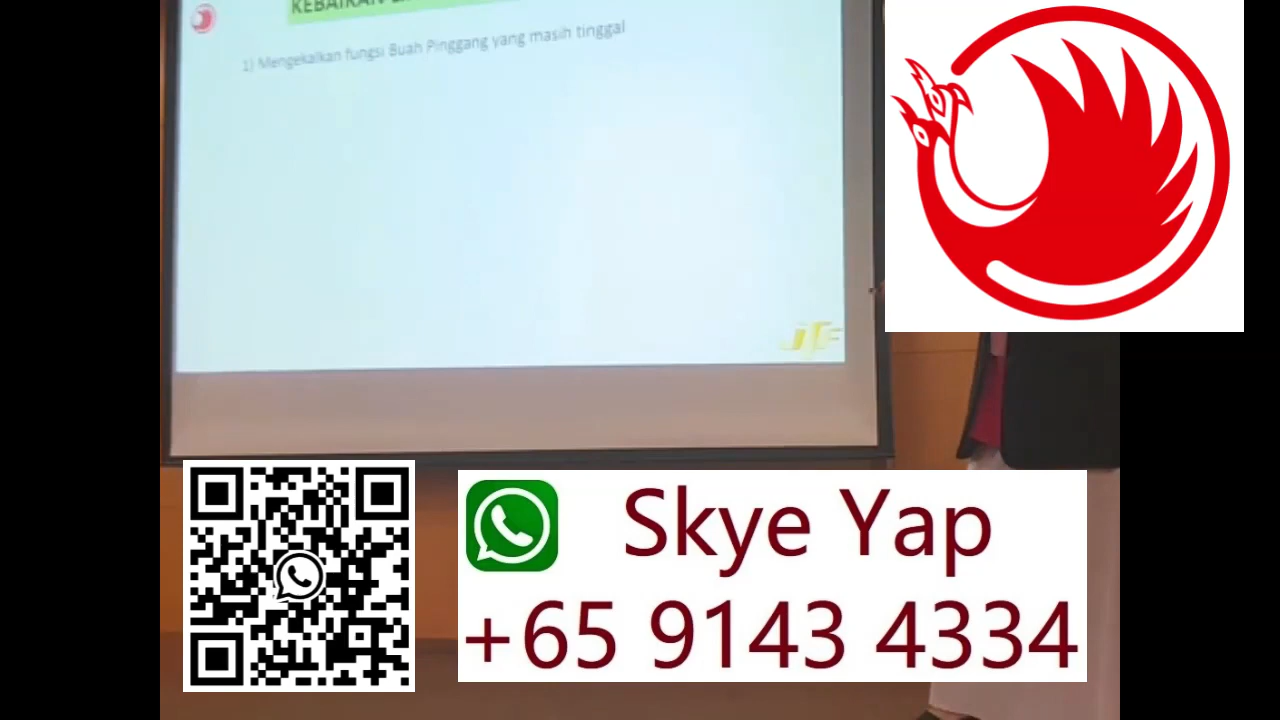 1) Mengekalkan fungsi Buah Pinggang yang masih tinggal
Skye Yap
+65 9143 4334